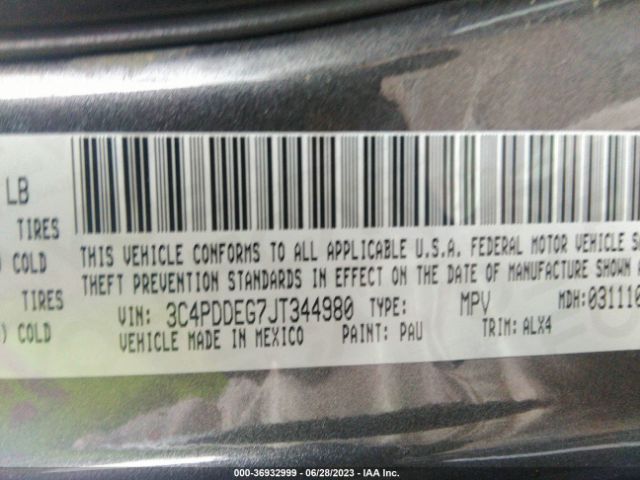 LB
TIRES
COLD
TIRES
) COLD
THIS VEHICLE CONFORMS TO ALL APPLICABLE U.S.A. FEDERAL MOTOR VEHICLE
THEFT PREVENTION STANDARDS IN EFFECT ON THE DATE OF MANUFACTURE SHOWN
VIN: 3C4PDDEG7JT344980 TYPE: MPV MDH:03111
VEHICLE MADE IN MEXICO PAINT: PAU TRIM: ALX4
000-36932999 - 06/28/2023 - IAA Inc.